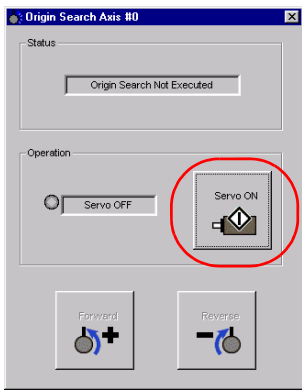 Origin Search Axis #0
Status
Origin Search Not Executed
Operation
Servo OFF
Servo ON
Forward
Reverse